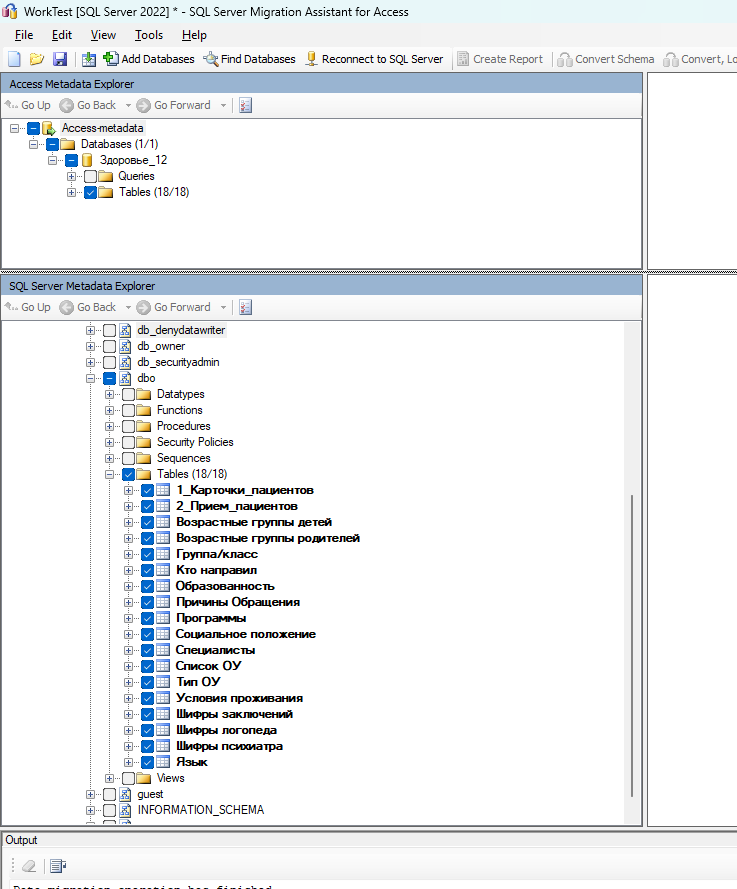 WorkTest [SQL Server 2022] * - SQL Server Migration Assistant for Access
File Edit View Tools Help
Add Databases Find Databases Reconnect to SQL Server Create Report Convert Schema Convert, Lo
Access Metadata Explorer
Go Up Go Back Go Forward
Access-metadata
Databases (1/1)
Здоровье_12
Queries
Tables (18/18)
SQL Server Metadata Explorer
Go Up Go Back Go Forward
db_denydatawriter
db_owner
db_securityadmin
dbo
Datatypes
Functions
Procedures
Security Policies
Sequences
Tables (18/18)
1_Карточки_пациентов
2_Прием_пациентов
Возрастные группы детей
Возрастные группы родителей
Группа/класс
Кто направил
Образованность
Причины Обращения
Программы
Социальное положение
Специалисты
Список ОУ
Тип ОУ
Условия проживания
Шифры заключений
Шифры логопеда
Шифры психиатра
Язык
Views
guest
INFORMATION_SCHEMA
Output
Data migration operation has finished.